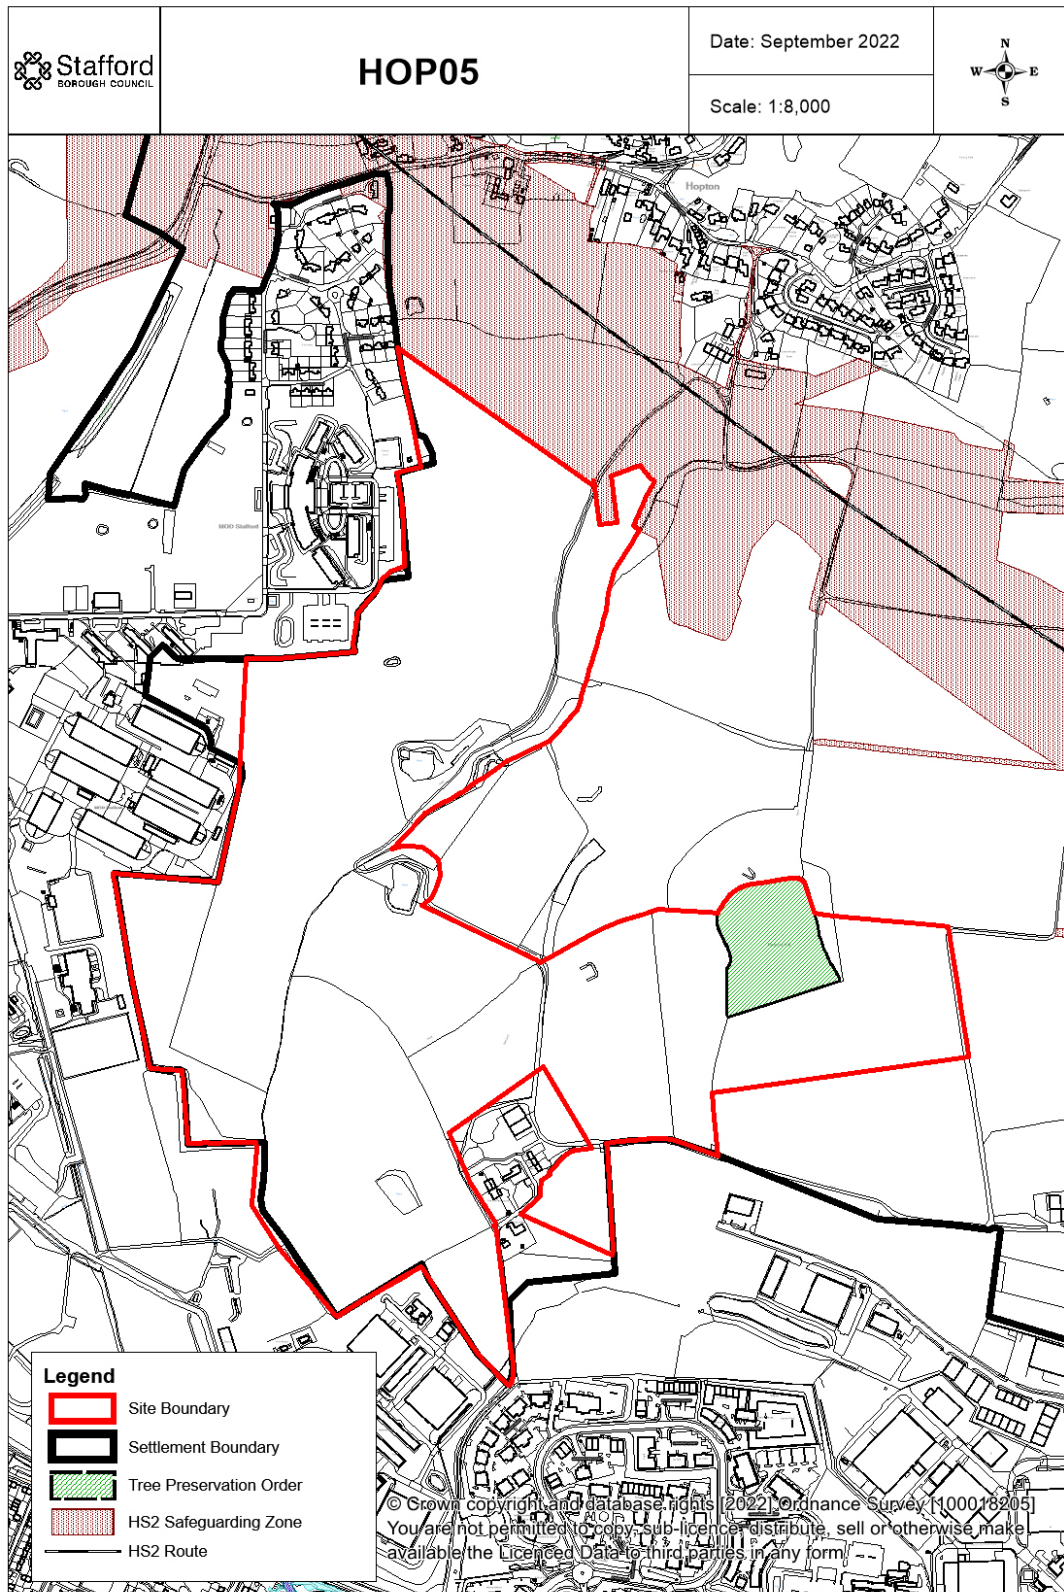 Stafford
BOROUGH COUNCIL
HOP05
Date: September 2022
Scale: 1:8,000
N
W E
S
Hopton
MOD Stafford
Legend
Site Boundary
Settlement Boundary
Tree Preservation Order
HS2 Safeguarding Zone
HS2 Route
© Crown copyright and database rights [2022] Ordnance Survey [100018205]
You are not permitted to copy, sub-licence, distribute, sell or otherwise make
available the Licenced Data to third parties in any form.